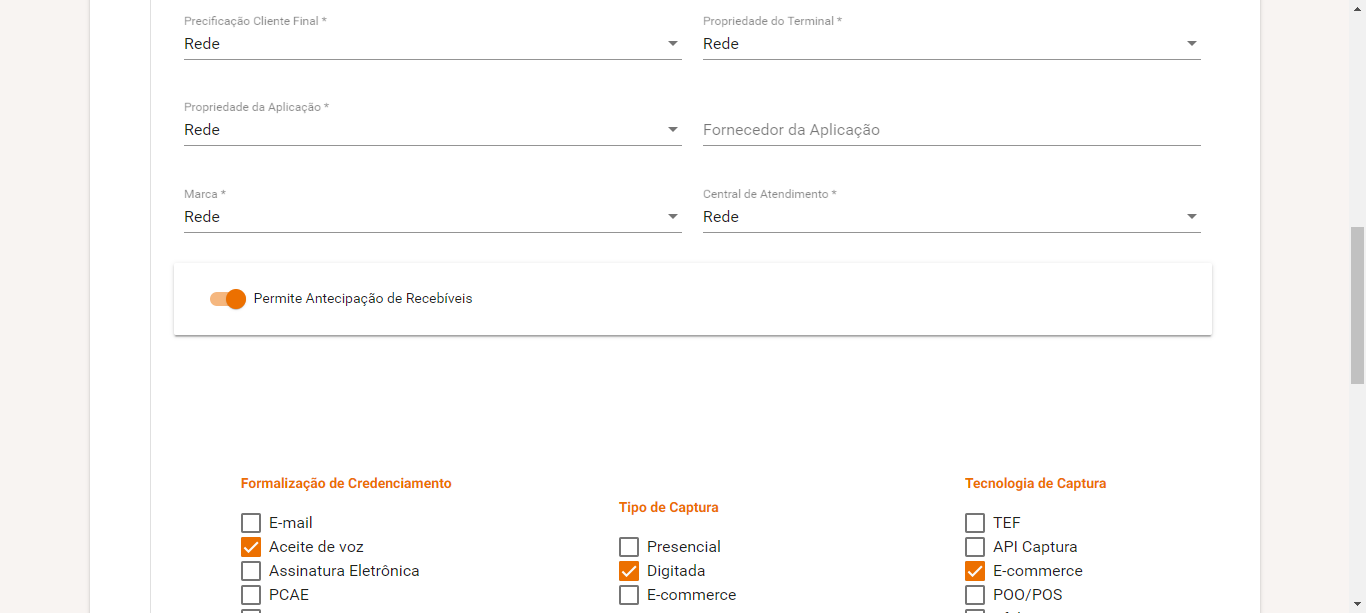 Precificação Cliente Final *
Rede
Propriedade do Terminal *
Rede
Propriedade da Aplicação *
Rede
Fornecedor da Aplicação
Marca *
Rede
Central de Atendimento *
Rede
Permite Antecipação de Recebíveis
Formalização de Credenciamento
E-mail
Aceite de voz
Assinatura Eletrônica
PCAE
Tipo de Captura
Presencial
Digitada
E-commerce
Tecnologia de Captura
TEF
API Captura
E-commerce
POO/POS